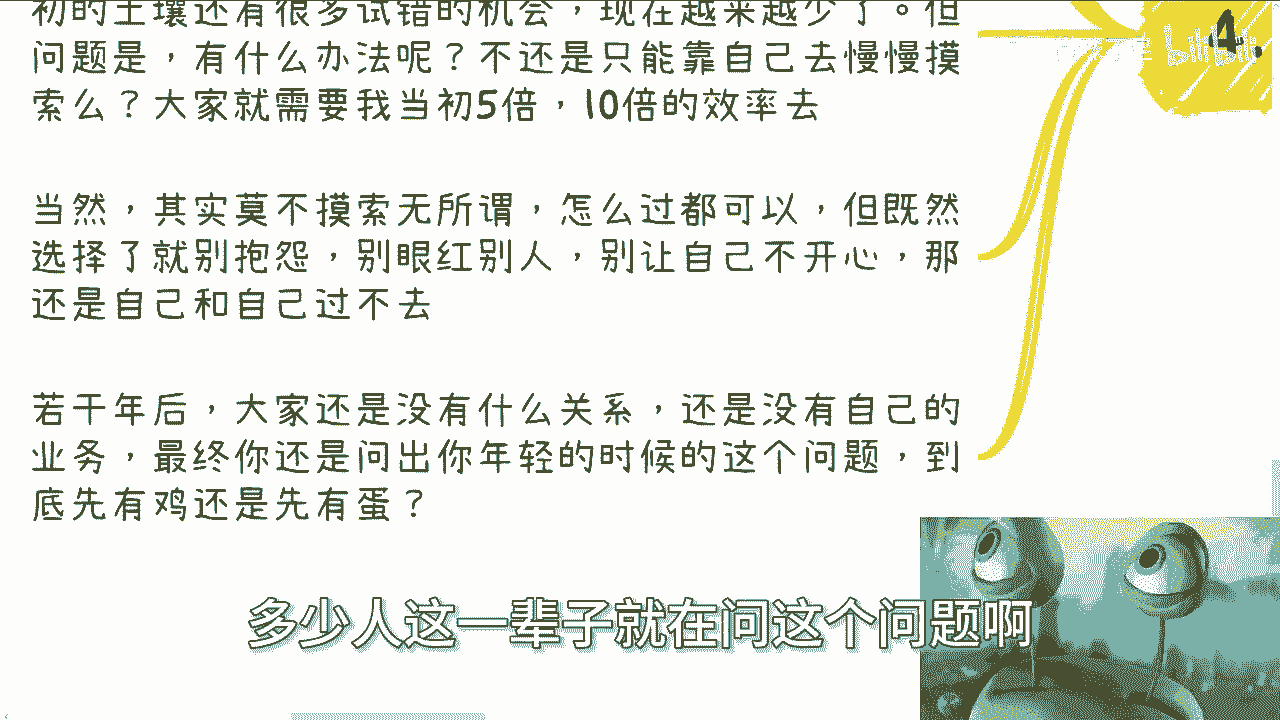 初的土壤还有很多试错的机会，现在越来越少了。但
问题是，有什么办法呢？不还是只能靠自己去慢慢摸
索么？大家就需要我当初5倍，10倍的效率去
当然，其实莫不摸索无所谓，怎么过都可以，但既然
选择了就别抱怨，别眼红别人，别让自己不开心，那
还是自己和自己过不去
若干年后，大家还是没有什么关系，还是没有自己的
业务，最终你还是问出你年轻的时候的这个问题，到
底先有鸡还是先有蛋？
4.
bilibili
多少人这一辈子就在问这个问题啊